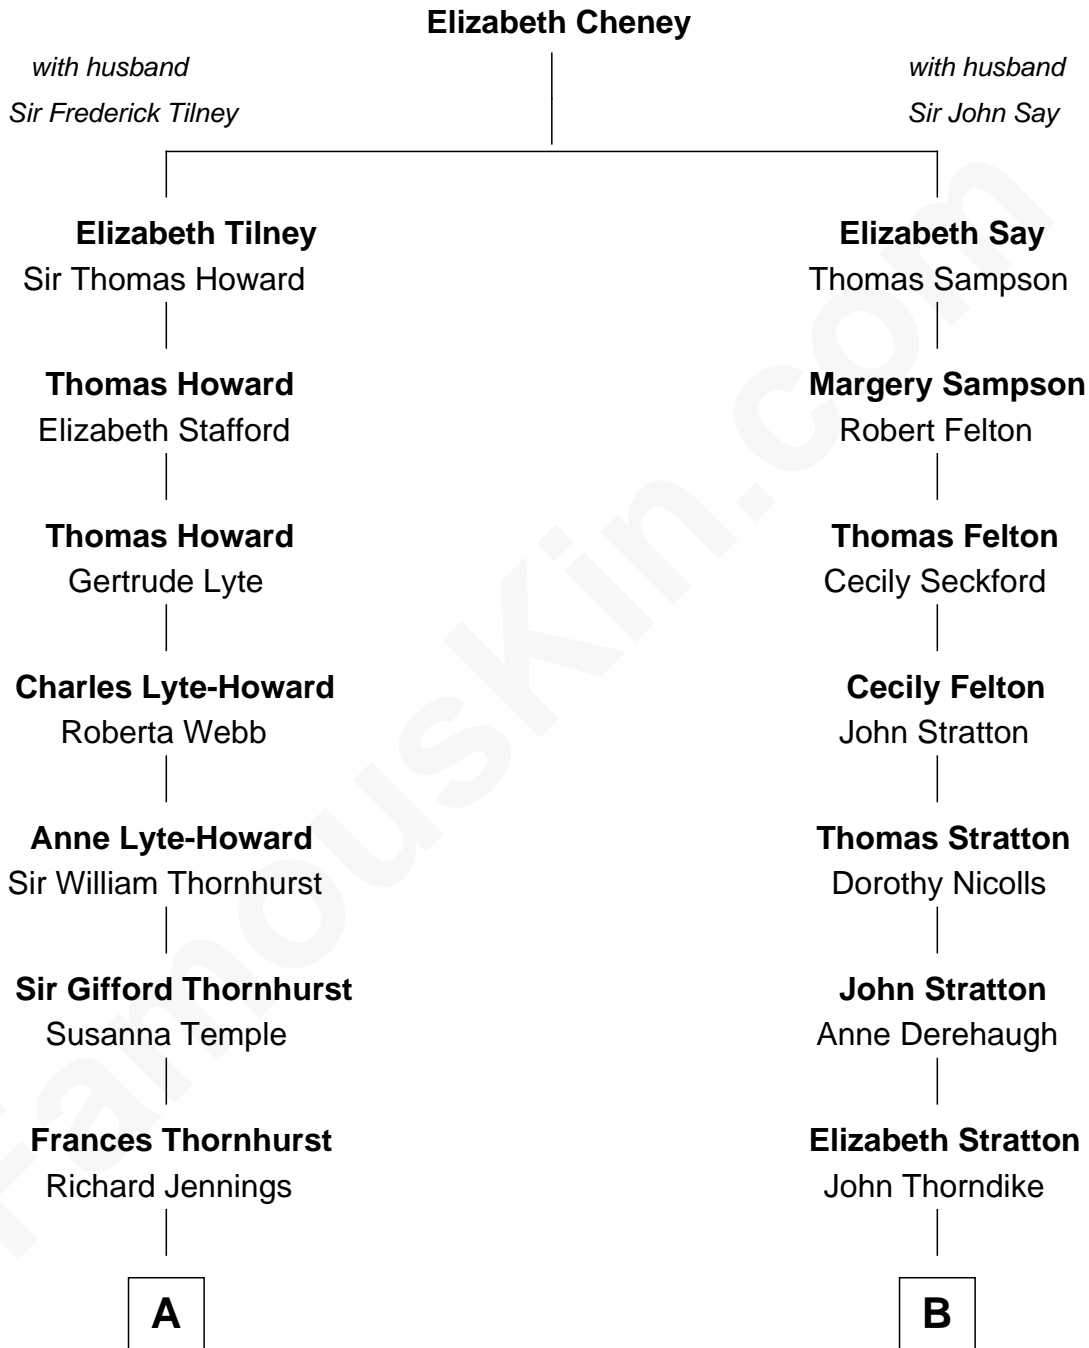 Elizabeth Cheney
with husband
Sir Frederick Tilney
with husband
Sir John Say
Elizabeth Tilney
Sir Thomas Howard
Elizabeth Say
Thomas Sampson
Thomas Howard
Elizabeth Stafford
Margery Sampson
Robert Felton
Thomas Howard
Gertrude Lyte
Thomas Felton
Cecily Seckford
Charles Lyte-Howard
Roberta Webb
Cecily Felton
John Stratton
Anne Lyte-Howard
Sir William Thornhurst
Thomas Stratton
Dorothy Nicolls
Sir Gifford Thornhurst
Susanna Temple
John Stratton
Anne Derehaugh
Frances Thornhurst
Richard Jennings
Elizabeth Stratton
John Thorndike
A
B
FamousKin.com